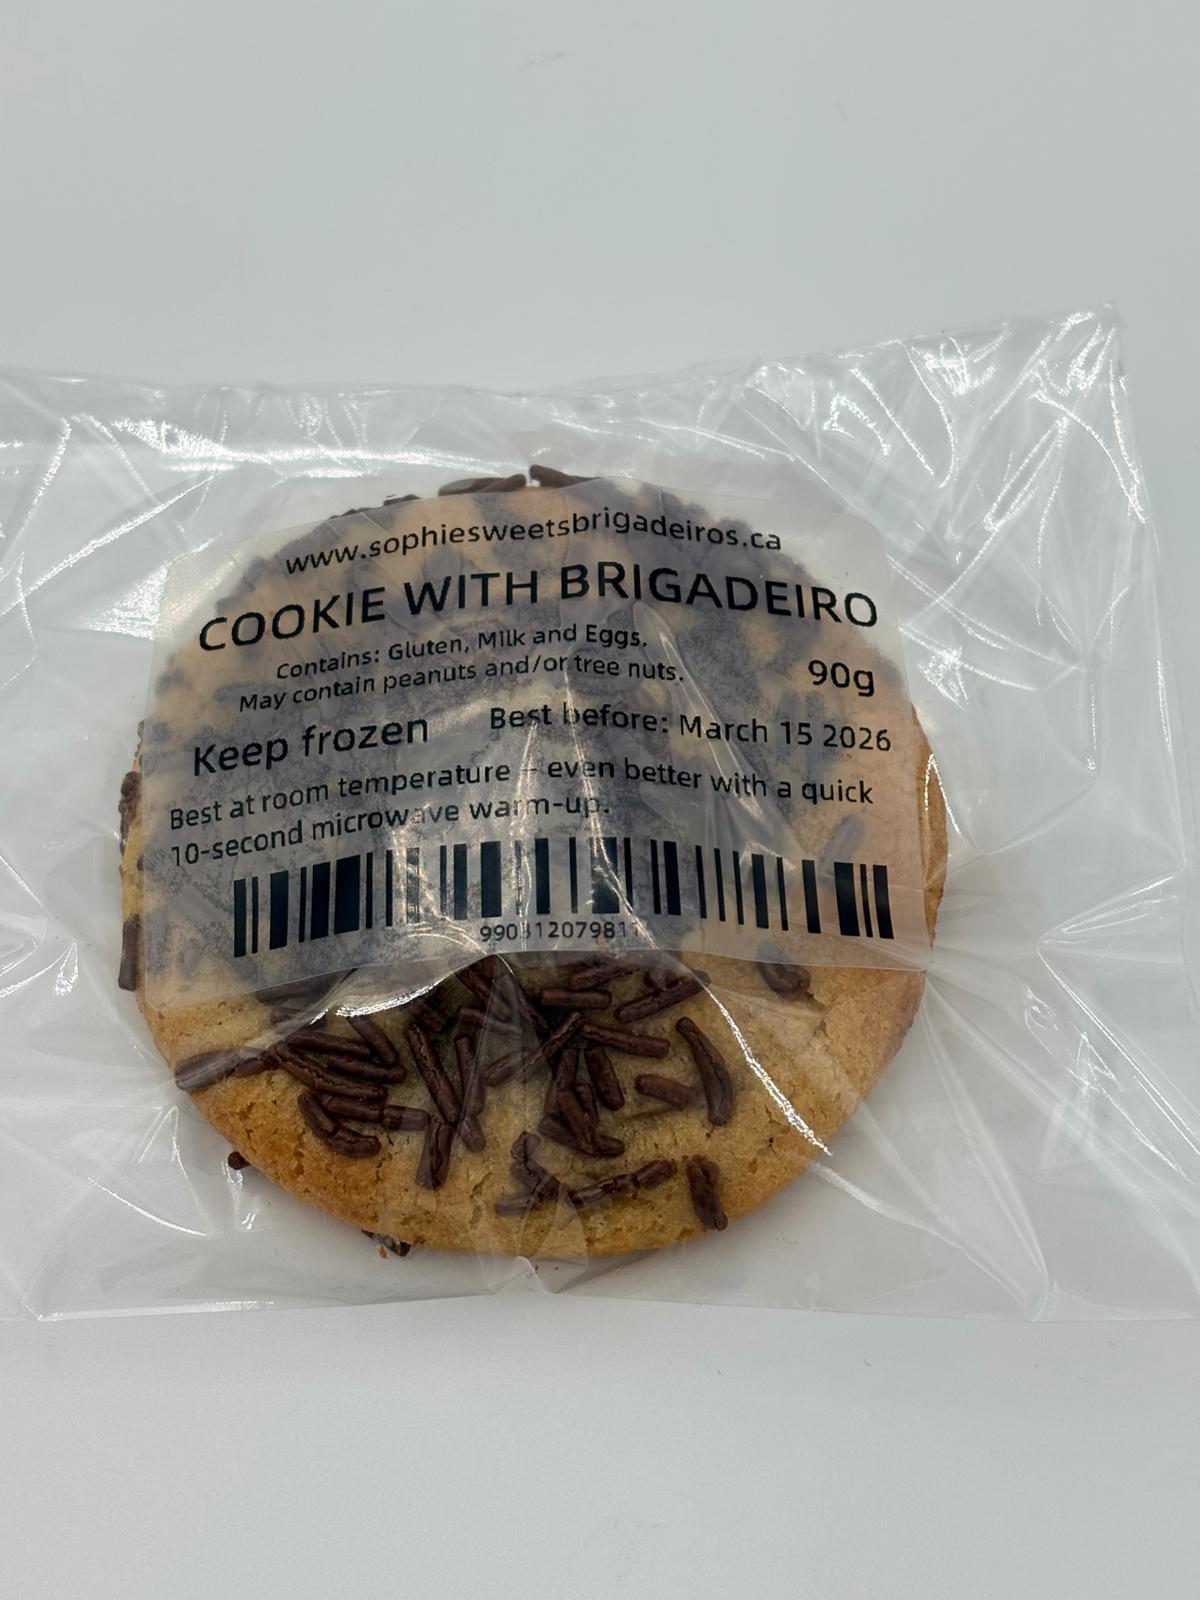 www.sophiesweetsbrigadeiros.ca
COOKIE WITH BRIGADEIRO
Contains: Gluten, Milk and Eggs.
May contain peanuts and/or tree nuts.
90g
Keep frozen
Best before: March 15 2026
Best at room temperature – even better with a quick
10-second microwave warm-up.